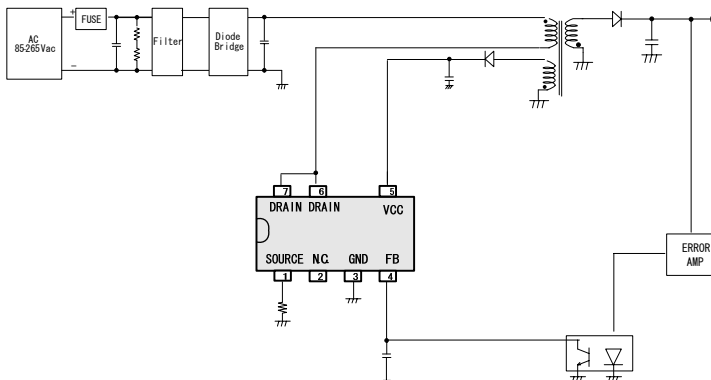 AC
85-265Vac
+
-
FUSE
Filter
Diode
Bridge
7 6 5
DRAIN DRAIN VCC
SOURCE N.C. GND FB
1 2 3 4
ERROR
AMP